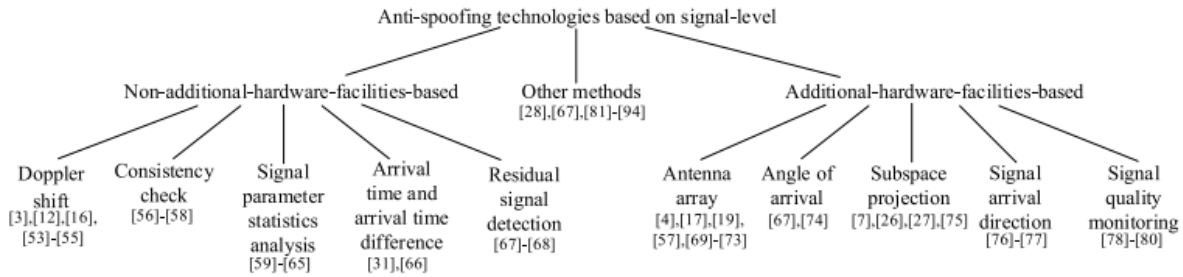 Anti-spoofing technologies based on signal-level
Non-additional-hardware-facilities-based
Other methods
[28],[67],[81]-[94]
Additional-hardware-facilities-based
Doppler
shift
[3],[12],[16],
[53]-[55]
Consistency
check
[56]-[58]
Signal
parameter
statistics
analysis
[59]-[65]
Arrival
time and
arrival time
difference
[31],[66]
Residual
signal
detection
[67]-[68]
Antenna
array
[4],[17],[19],
[57],[69]-[73]
Angle of
arrival
[67],[74]
Subspace
projection
[7],[26],[27],[75]
Signal
arrival
direction
[76]-[77]
Signal
quality
monitoring
[78]-[80]